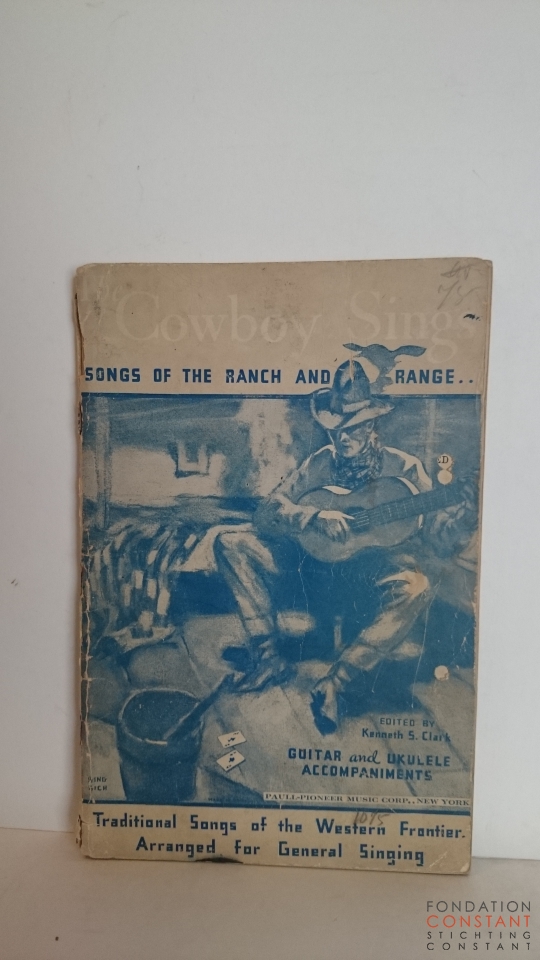 Cowboy Sings
SONGS OF THE RANCH AND RANGE..
EDITED BY
Kenneth S. Clark
GUITAR and UKULELE
ACCOMPANIMENTS
PAULL-PIONEER MUSIC CORP., NEW YORK
1085
Traditional Songs of the Western Frontier.
Arranged for General Singing
FONDATION
CONSTANT
STICHTING
CONSTANT